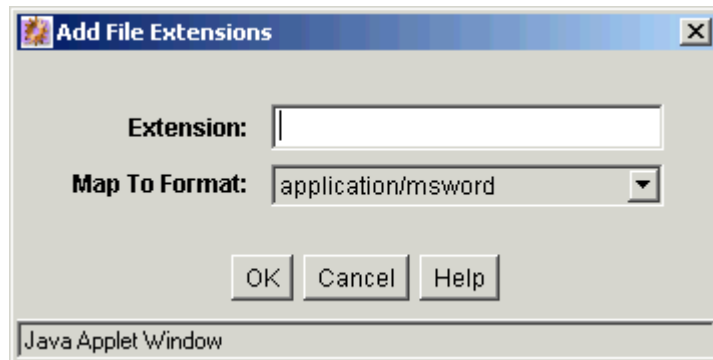 Add File Extensions
Extension:
Map To Format: application/msword
OK Cancel Help
Java Applet Window